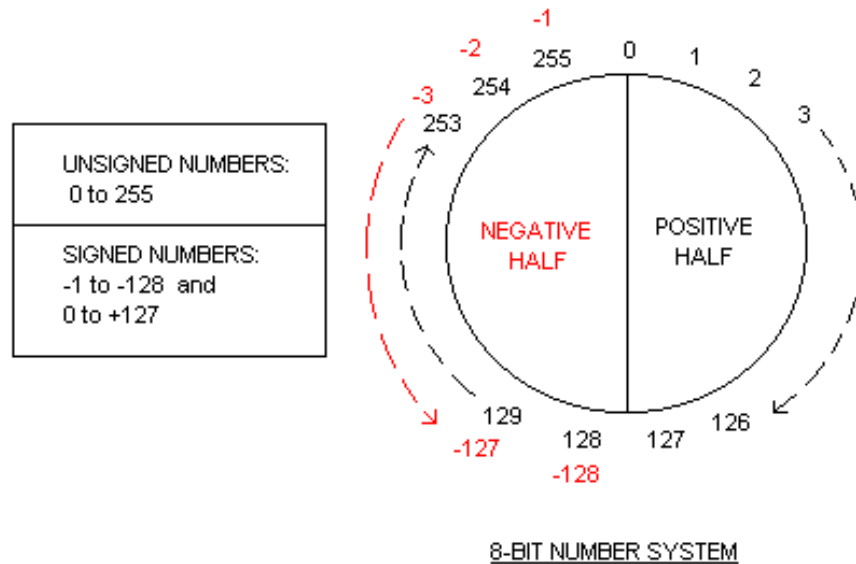 UNSIGNED NUMBERS:
0 to 255
SIGNED NUMBERS:
-1 to -128 and
0 to +127
-1
-2
-3
255
254
253
0
1
2
3
NEGATIVE
HALF
POSITIVE
HALF
129
128
127
126
-127
-128
8-BIT NUMBER SYSTEM